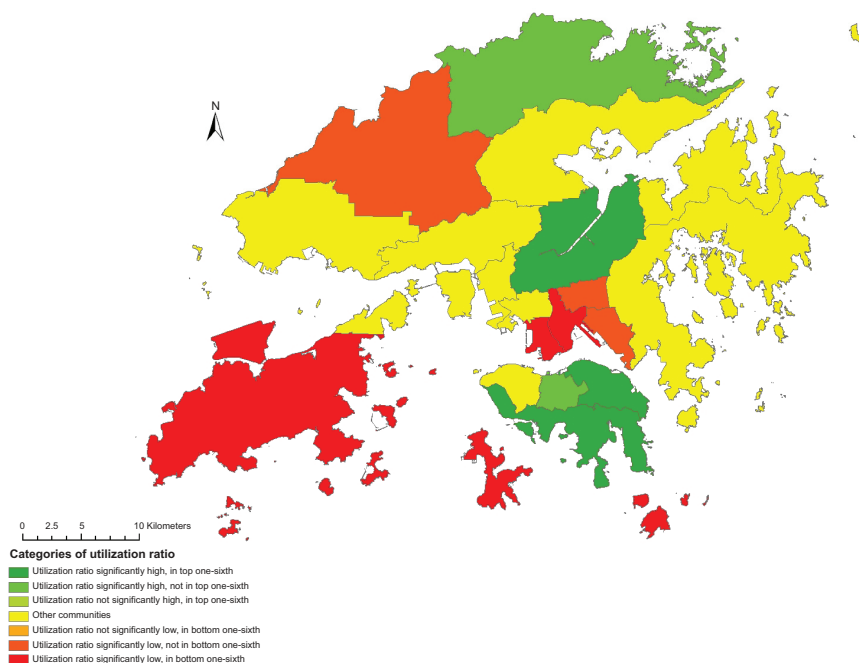 N
0 2.5 5 10 Kilometers
Categories of utilization ratio
Utilization ratio significantly high, in top one-sixth
Utilization ratio significantly high, not in top one-sixth
Utilization ratio not significantly high, in top one-sixth
Other communities
Utilization ratio not significantly low, in bottom one-sixth
Utilization ratio significantly low, not in bottom one-sixth
Utilization ratio significantly low, in bottom one-sixth